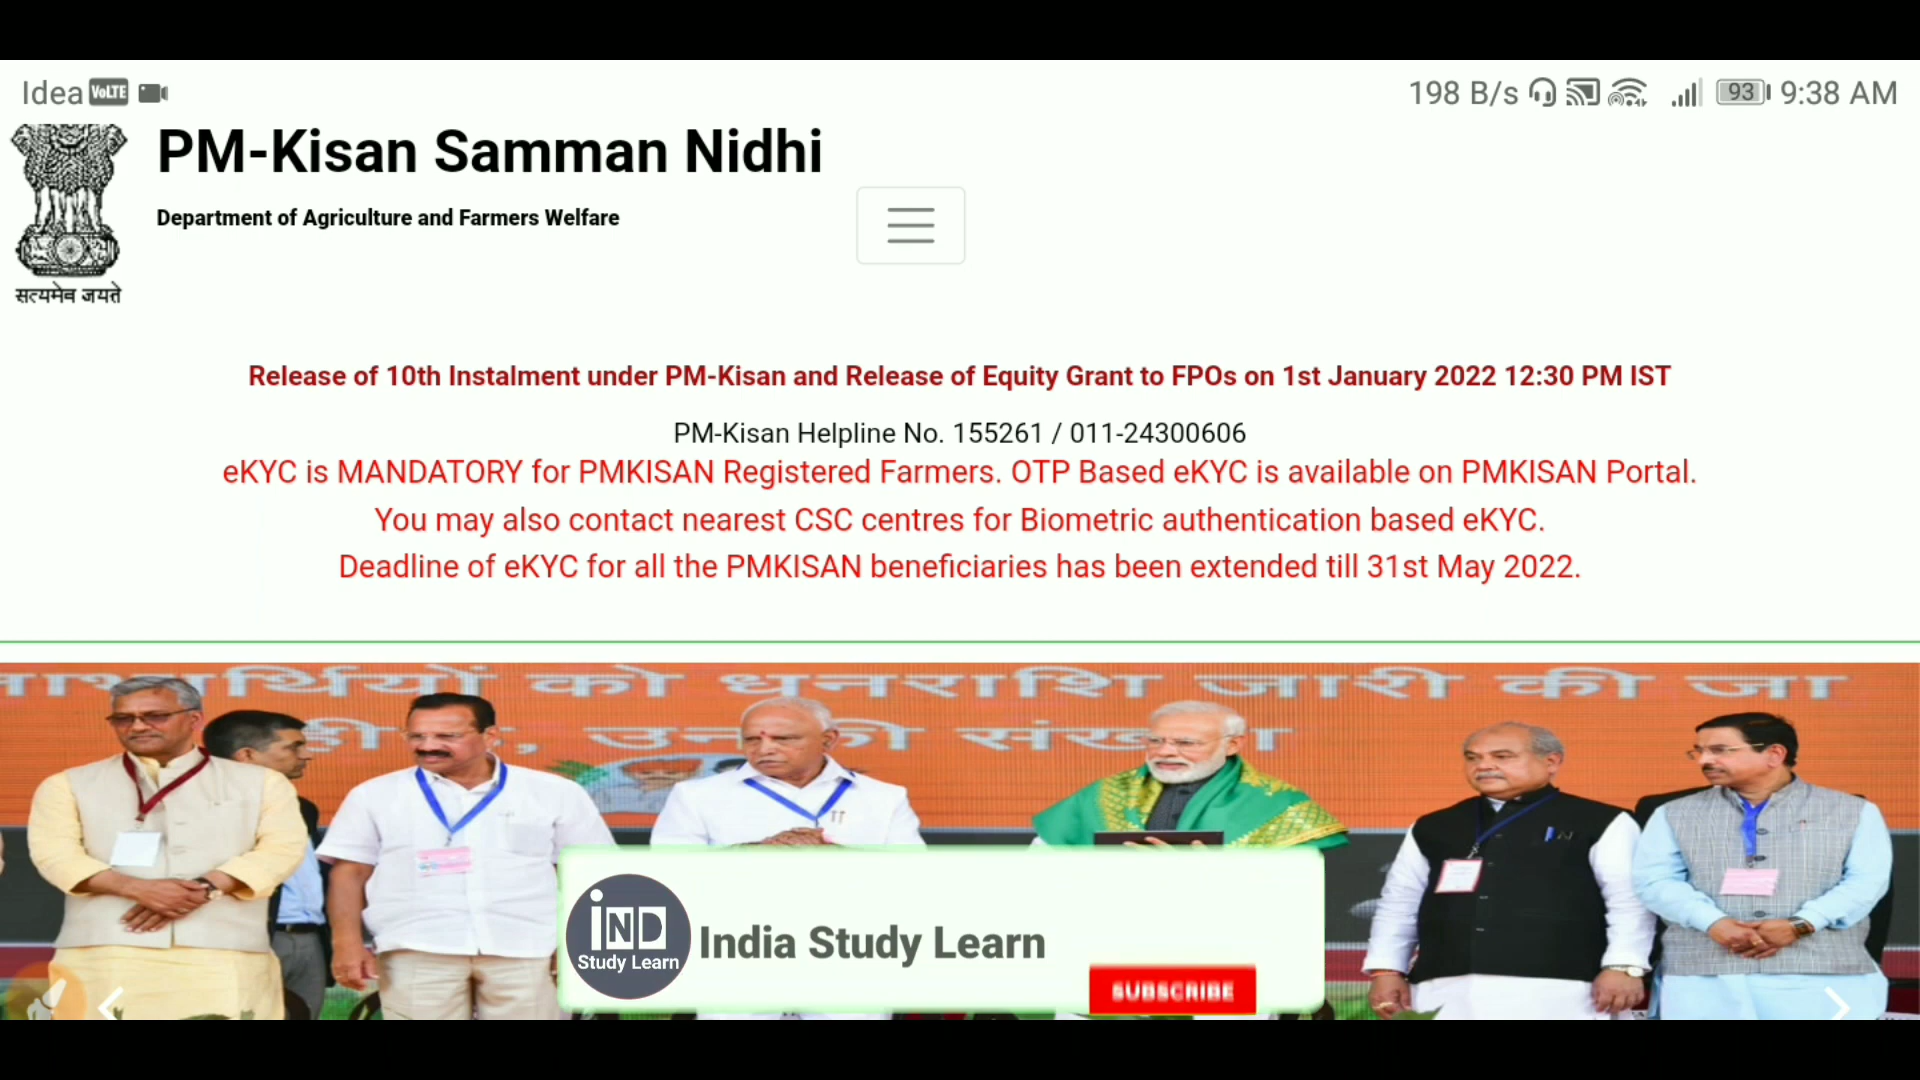 Idea VoLTE 198 B/s 93 9:38 AM
PM-Kisan Samman Nidhi
Department of Agriculture and Farmers Welfare
सत्यमेव जयते
Release of 10th Instalment under PM-Kisan and Release of Equity Grant to FPOs on 1st January 2022 12:30 PM IST
PM-Kisan Helpline No. 155261 / 011-24300606
eKYC is MANDATORY for PMKISAN Registered Farmers. OTP Based eKYC is available on PMKISAN Portal.
You may also contact nearest CSC centres for Biometric authentication based eKYC.
Deadline of eKYC for all the PMKISAN beneficiaries has been extended till 31st May 2022.
को धनराशि जारी की जा
iND
Study Learn
India Study Learn
SUBSCRIBE